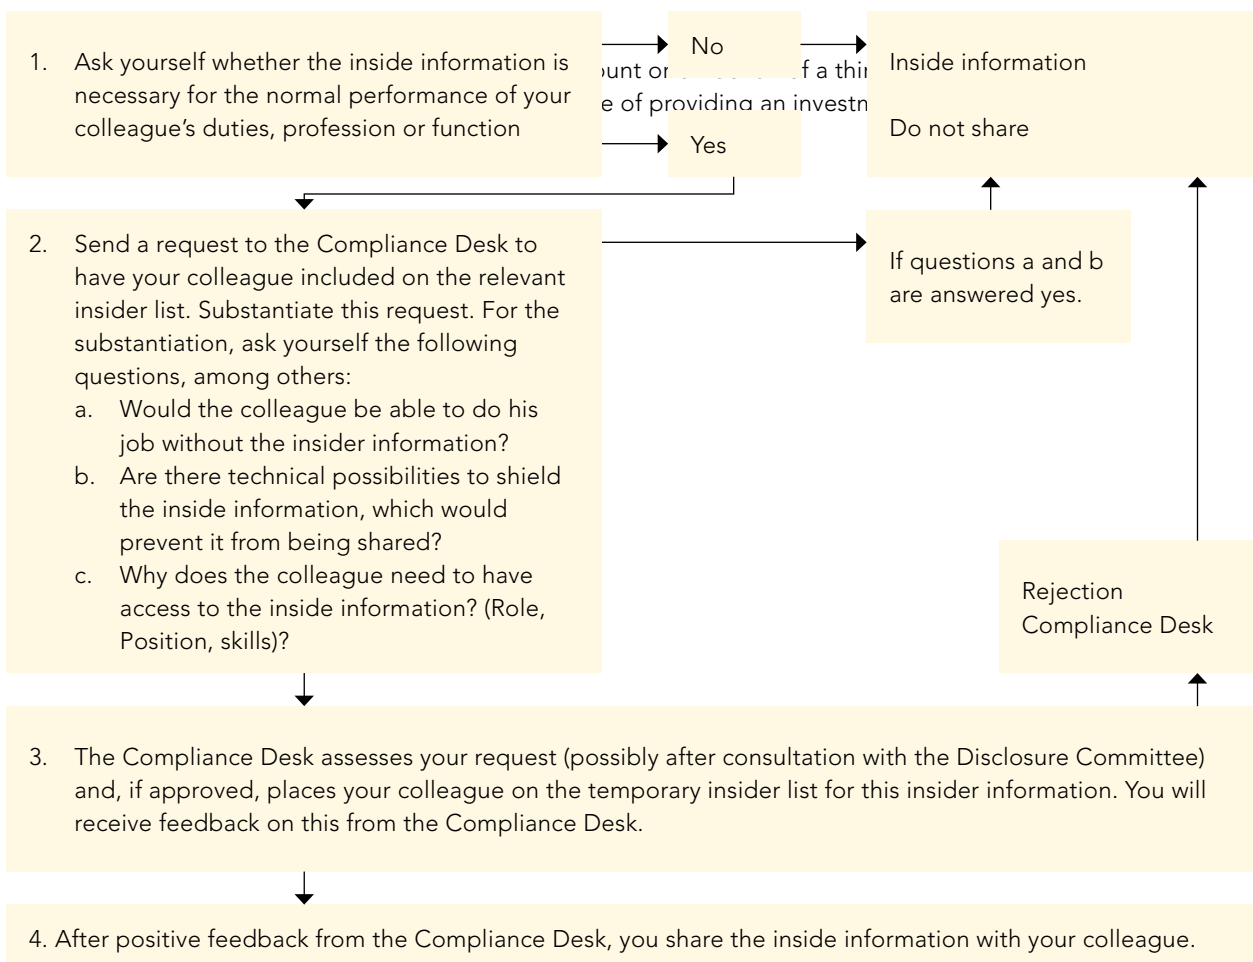 1. Ask yourself whether the inside information is
necessary for the normal performance of your
colleague's duties, profession or function
No
of a
e of providing an
Yes
Inside information
Do not share
2. Send a request to the Compliance Desk to
have your colleague included on the relevant
insider list. Substantiate this request. For the
substantiation, ask yourself the following
questions, among others:
a. Would the colleague be able to do his
job without the insider information?
b. Are there technical possibilities to shield
the inside information, which would
prevent it from being shared?
c. Why does the colleague need to have
access to the inside information? (Role,
Position, skills)?
If questions a and b
are answered yes.
Rejection
Compliance Desk
3. The Compliance Desk assesses your request (possibly after consultation with the Disclosure Committee)
and, if approved, places your colleague on the temporary insider list for this insider information. You will
receive feedback on this from the Compliance Desk.
4. After positive feedback from the Compliance Desk, you share the inside information with your colleague.